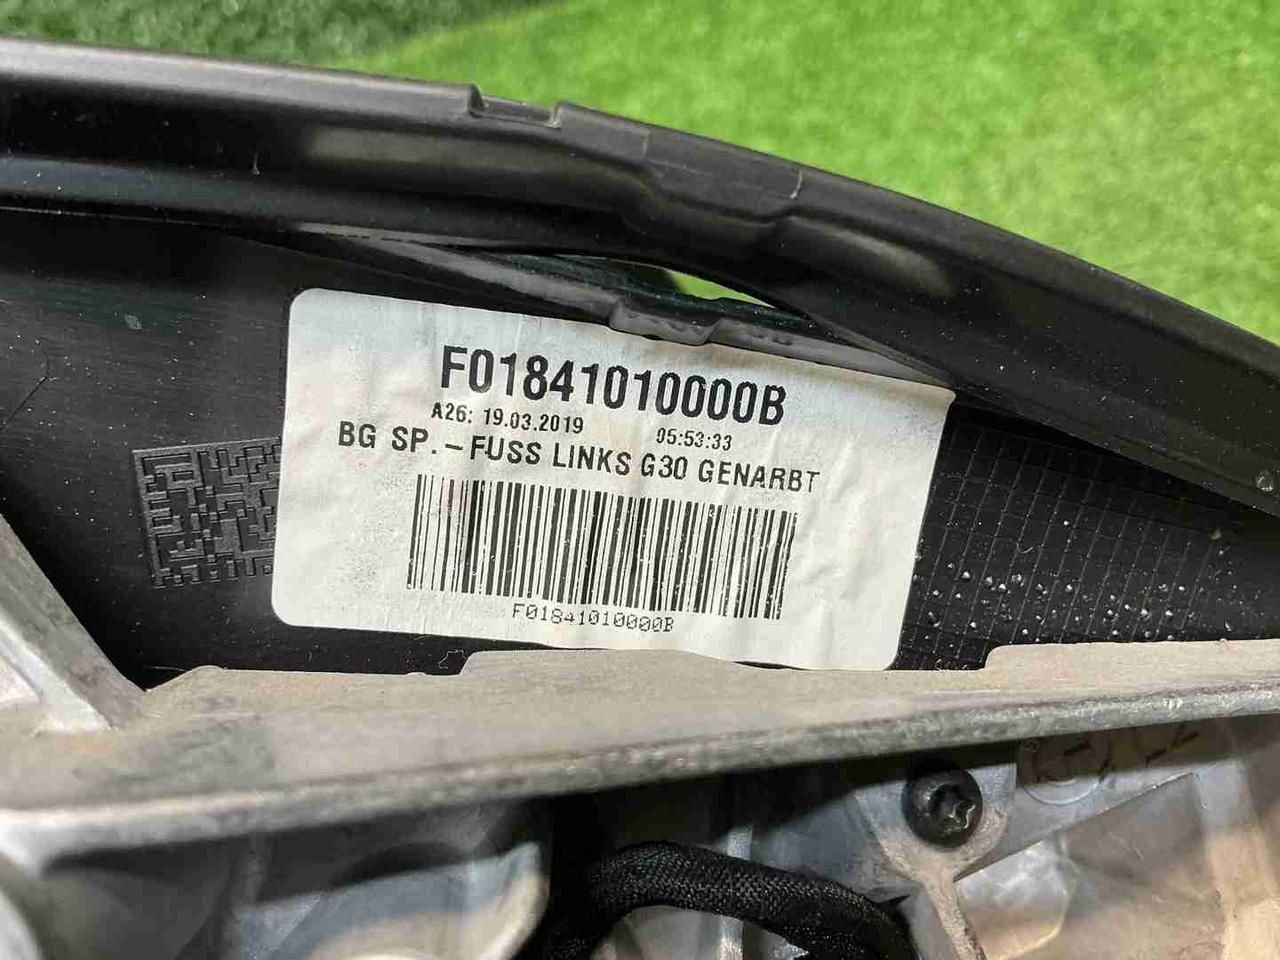 F01841010000B
A26: 19.03.2019 05:53:33
BG SP. - FUSS LINKS G30 GENARBT
F01841010000B